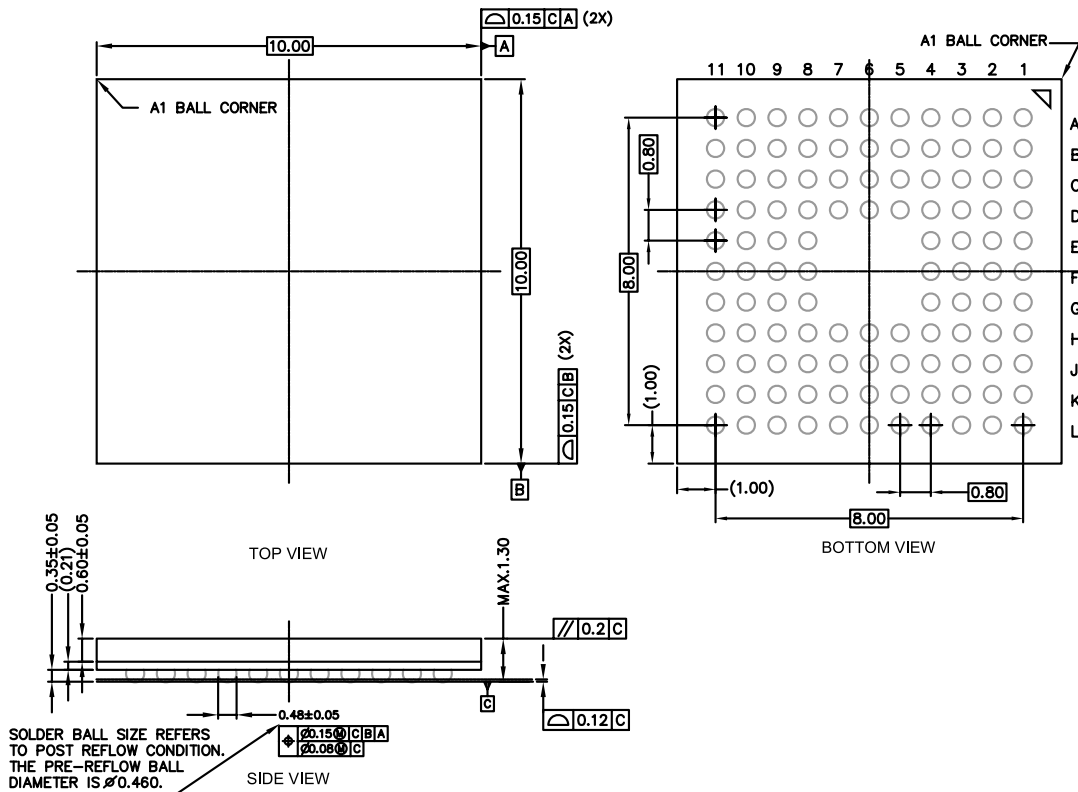 0.15 C A (2X)
10.00
A
A1 BALL CORNER
A1 BALL CORNER
11 10 9 8 7 6 5 4 3 2 1
A
B
C
D
E
F
G
H
J
K
L
0.80
8.00
10.00
(1.00)
0.15 C B (2X)
B
(1.00)
0.80
8.00
TOP VIEW
BOTTOM VIEW
0.35±0.05
(0.21)
0.60±0.05
MAX.1.30
// 0.2 C
C
0.12 C
0.48±0.05
Ø0.15Ⓜ C B A
Ø0.08Ⓜ C
SOLDER BALL SIZE REFERS
TO POST REFLOW CONDITION.
THE PRE-REFLOW BALL
DIAMETER IS Ø0.460.
SIDE VIEW